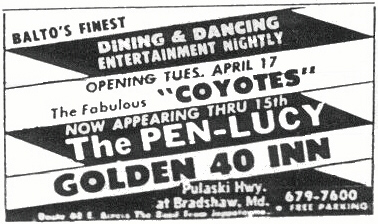 BALTO'S FINEST
DINING & DANCING
ENTERTAINMENT NIGHTLY
OPENING TUES. APRIL 17
The Fabulous "COYOTES"
NOW APPEARING THRU 15th
The PEN-LUCY
GOLDEN 40 INN
Pulaski Hwy.
at Bradshaw, Md.
679-7600
• FREE PARKING
Route 40 E. Across The Road From